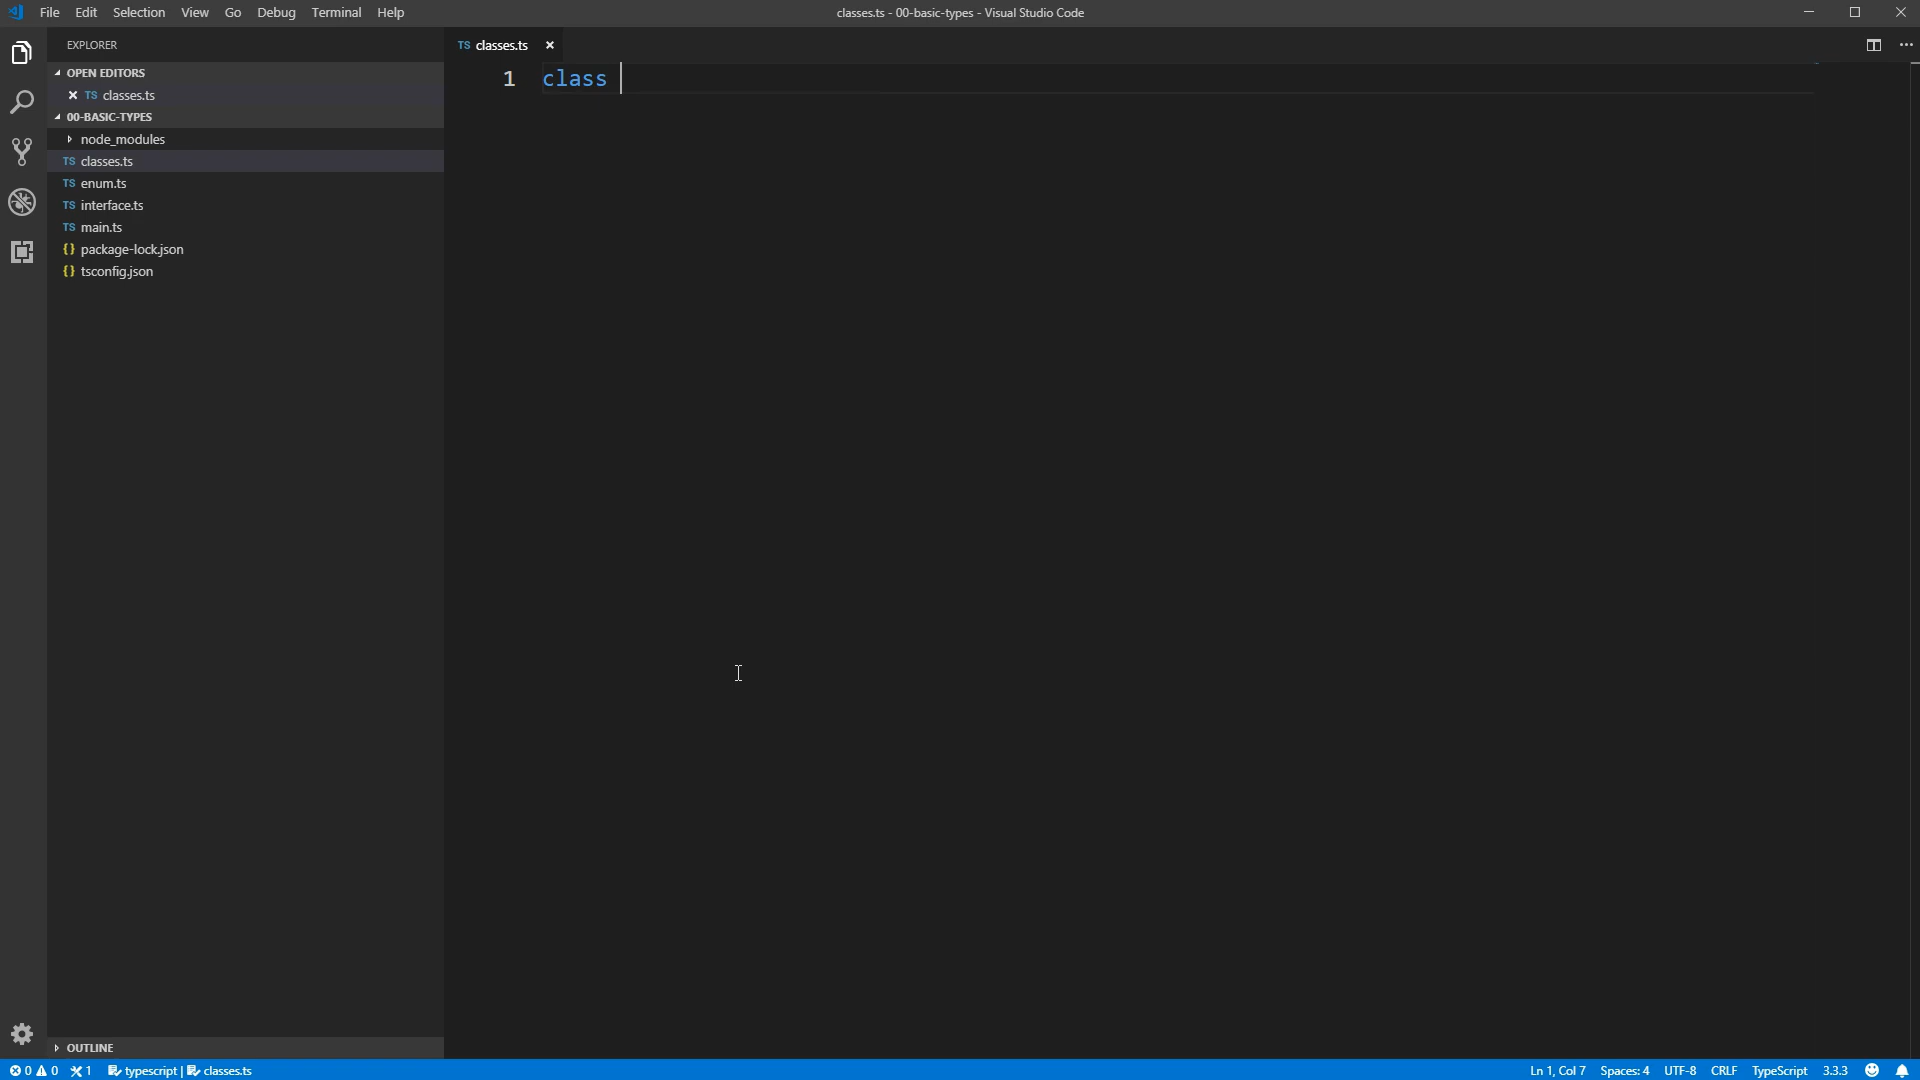 File Edit Selection View Go Debug Terminal Help
classes.ts - 00-basic-types - Visual Studio Code
EXPLORER
OPEN EDITORS
TS classes.ts
00-BASIC-TYPES
node_modules
TS classes.ts
TS enum.ts
TS interface.ts
TS main.ts
{} package-lock.json
{} tsconfig.json
OUTLINE
TS classes.ts
1 class
0 0 1 typescript | classes.ts
Ln 1, Col 7 Spaces: 4 UTF-8 CRLF TypeScript 3.3.3